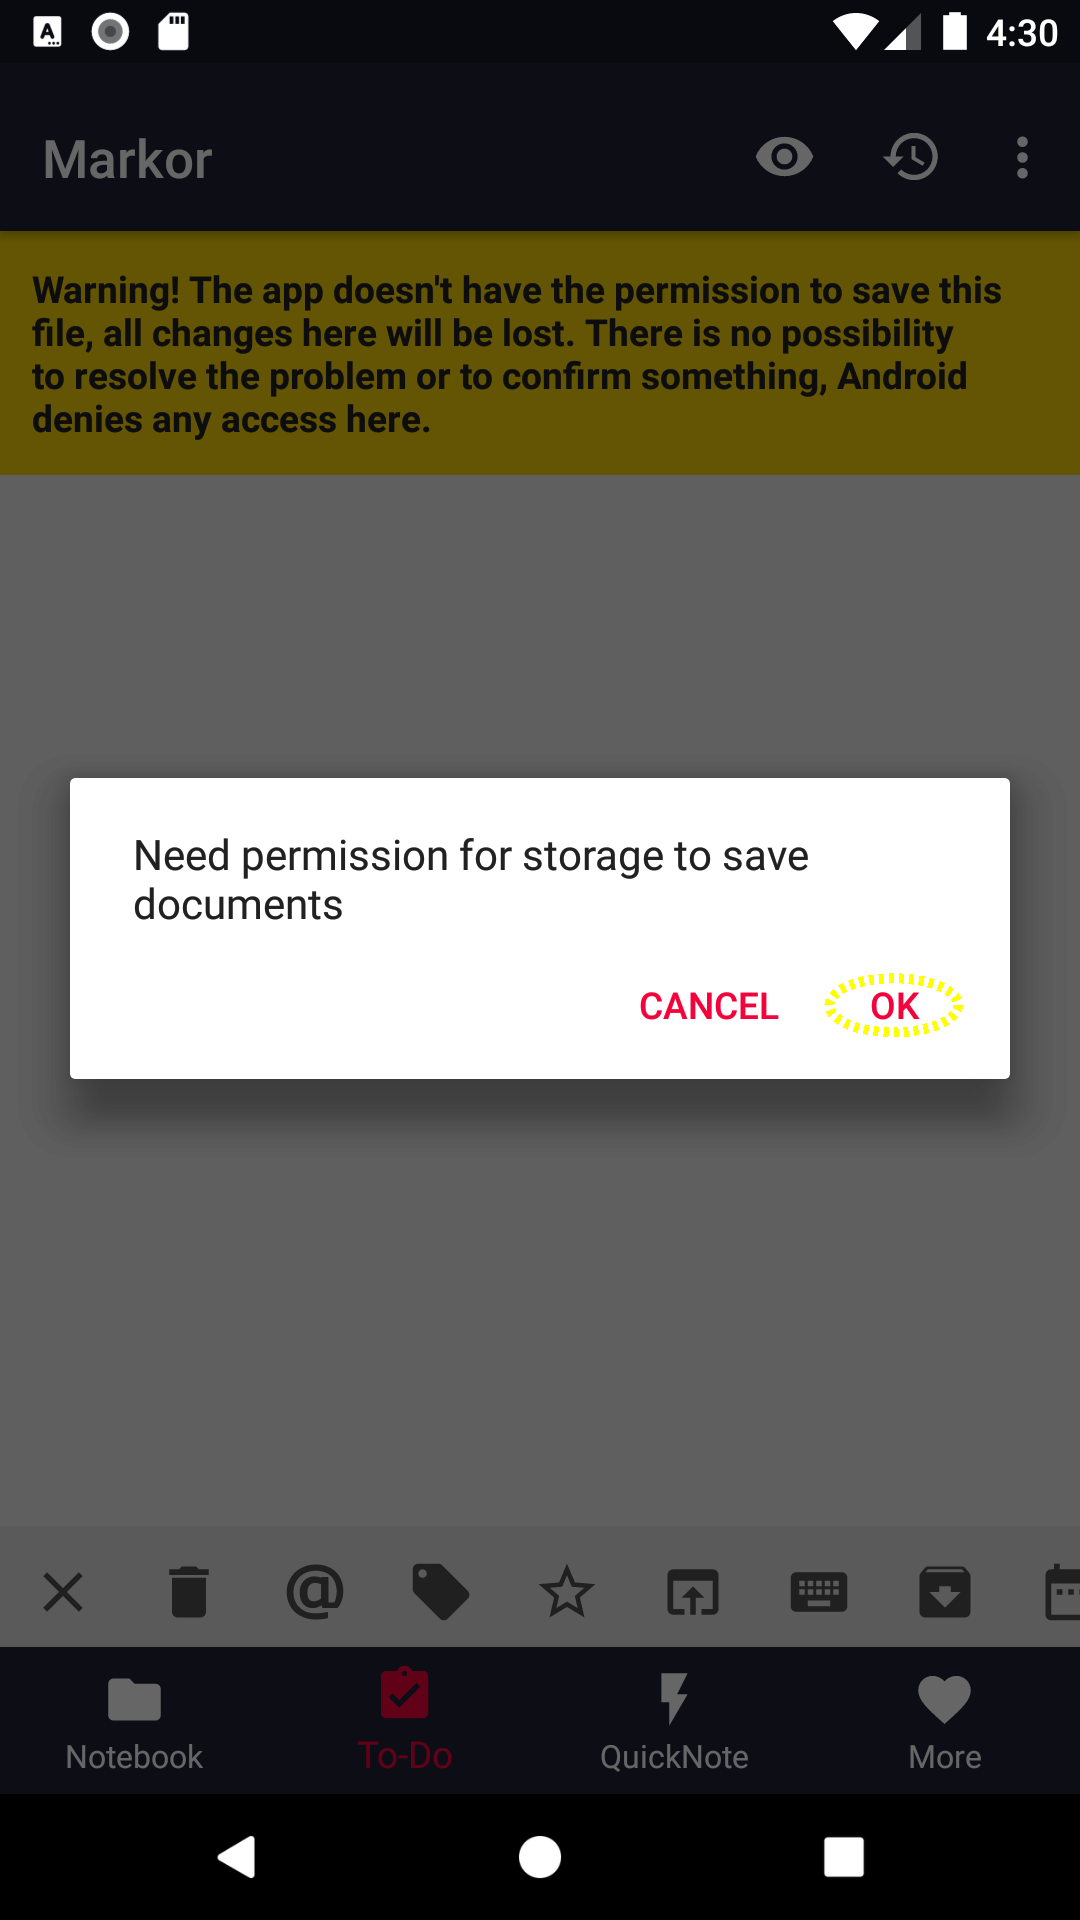 4:30
Markor
Warning! The app doesn't have the permission to save this
file, all changes here will be lost. There is no possibility
to resolve the problem or to confirm something, Android
denies any access here.
Need permission for storage to save
documents
CANCEL OK
Notebook To-Do QuickNote More